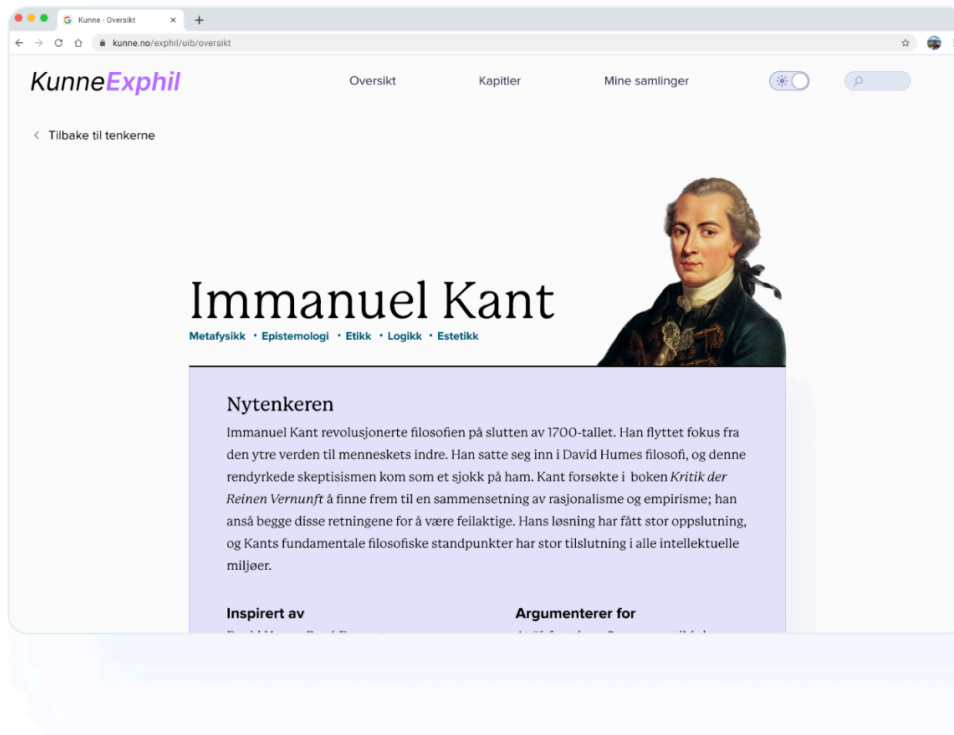 Kunne - Oversikt
kunne.no/exphil/uib/oversikt
KunneExphil
Oversikt
Kapitler
Mine samlinger
Tilbake til tenkerne
Immanuel Kant
Metafysikk · Epistemologi · Etikk · Logikk · Estetikk
Nytenkeren
Immanuel Kant revolusjonerte filosofien på slutten av 1700-tallet. Han flyttet fokus fra
den ytre verden til menneskets indre. Han satte seg inn i David Humes filosofi, og denne
rendyrkede skeptisismen kom som et sjokk på ham. Kant forsøkte i boken Kritik der
Reinen Vernunft å finne frem til en sammensetning av rasjonalisme og empirisme; han
anså begge disse retningene for å være feilaktige. Hans løsning har fått stor oppslutning,
og Kants fundamentale filosofiske standpunkter har stor tilslutning i alle intellektuelle
miljøer.
Inspirert av
Argumenterer for